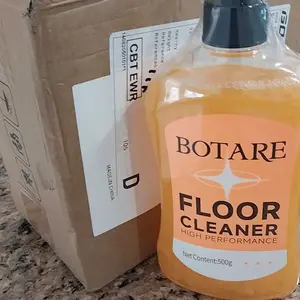 CBT EWR
D
MADE IN CHINA
BOTARE
FLOOR
CLEANER
HIGH PERFORMANCE
Net Content:500g